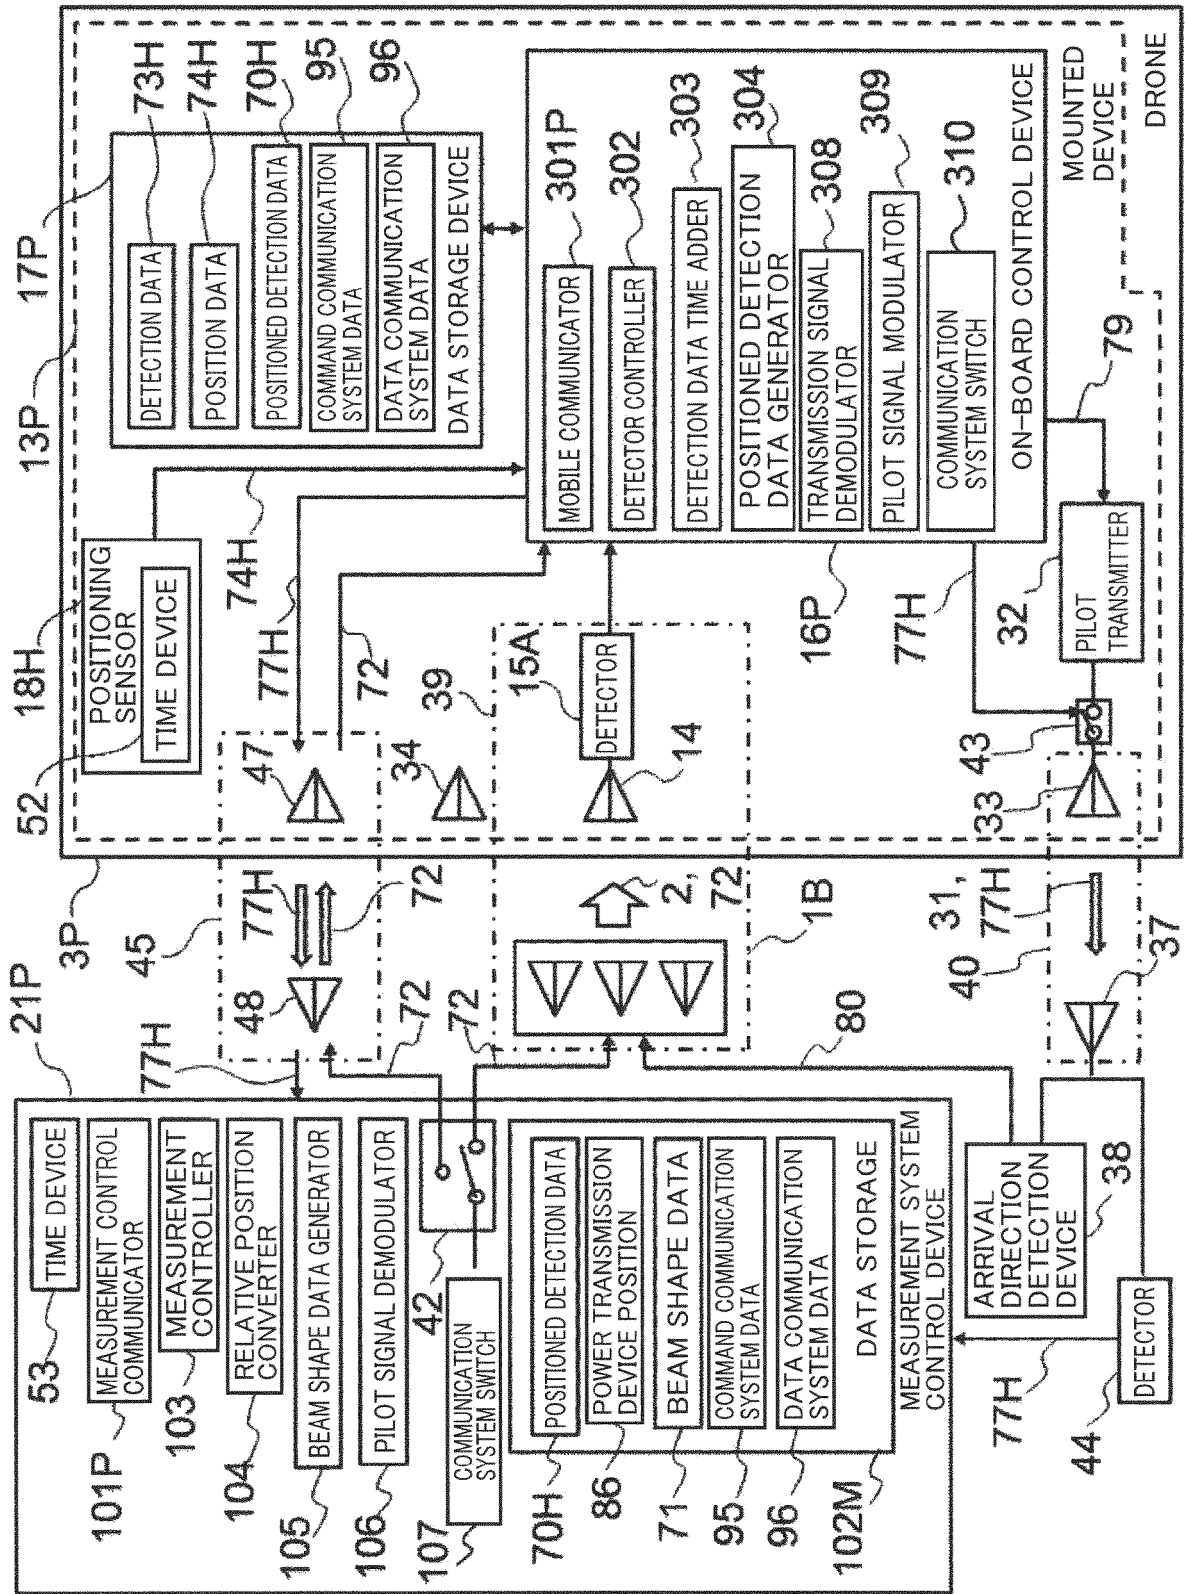 17P
13P
DETECTION DATA
73H
POSITION DATA
74H
POSITIONED DETECTION DATA
70H
COMMAND COMMUNICATION
SYSTEM DATA
95
DATA COMMUNICATION
SYSTEM DATA
96
DATA STORAGE DEVICE
18H
POSITIONING
SENSOR
TIME DEVICE
52
74H
77H
72
MOBILE COMMUNICATOR
301P
DETECTOR CONTROLLER
302
DETECTION DATA TIME ADDER
303
POSITIONED DETECTION
DATA GENERATOR
304
TRANSMISSION SIGNAL
DEMODULATOR
308
PILOT SIGNAL MODULATOR
309
COMMUNICATION
SYSTEM SWITCH
310
ON-BOARD CONTROL DEVICE
MOUNTED
DEVICE
DRONE
16P
79
77H
32
PILOT
TRANSMITTER
43
33
39
15A
DETECTOR
14
34
47
3P
45
77H
72
48
72
72
2, 72
1B
31,
77H
40
37
80
21P
77H
TIME DEVICE
53
MEASUREMENT CONTROL
COMMUNICATOR
101P
MEASUREMENT
CONTROLLER
103
RELATIVE POSITION
CONVERTER
104
BEAM SHAPE DATA GENERATOR
105
PILOT SIGNAL DEMODULATOR
106
42
COMMUNICATION
SYSTEM SWITCH
107
POSITIONED DETECTION DATA
70H
POWER TRANSMISSION
DEVICE POSITION
86
BEAM SHAPE DATA
71
COMMAND COMMUNICATION
SYSTEM DATA
95
DATA COMMUNICATION
SYSTEM DATA
96
DATA STORAGE
102M
MEASUREMENT SYSTEM
CONTROL DEVICE
ARRIVAL
DIRECTION
DETECTION
DEVICE
38
77H
DETECTOR
44